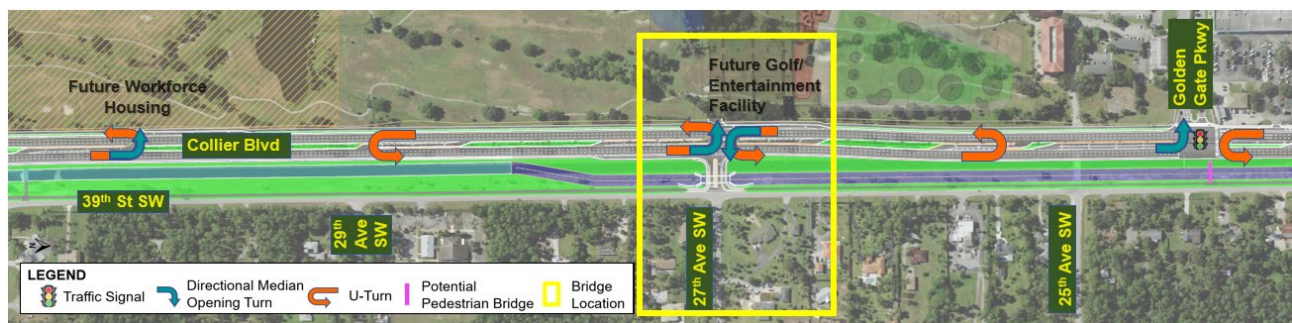 Future Workforce
Housing
Future Golf/
Entertainment
Facility
Golden
Gate Pkwy
Collier Blvd
39th St SW
29th
Ave
SW
27th Ave SW
25th Ave SW
N
LEGEND
Traffic Signal
Directional Median
Opening Turn
U-Turn
Potential
Pedestrian Bridge
Bridge
Location